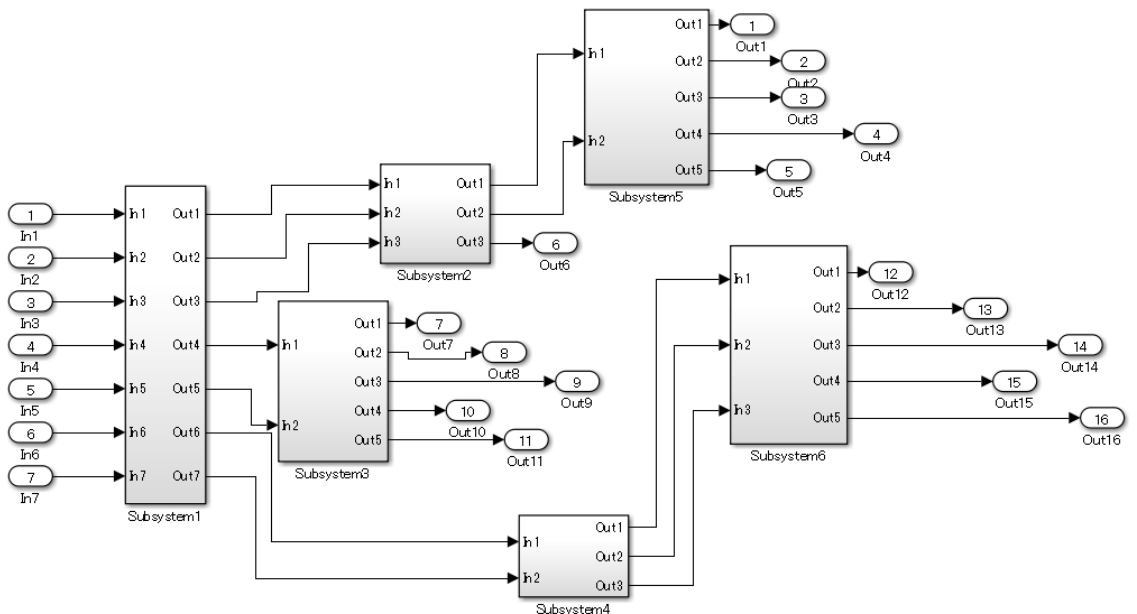 1
In1
2
In2
3
In3
4
In4
5
In5
6
In6
7
In7
In1
In2
In3
In4
In5
In6
In7
Out1
Out2
Out3
Out4
Out5
Out6
Out7
Subsystem1
In1
In2
In3
Out1
Out2
Out3
Subsystem2
6
Out6
In1
In2
Out1
Out2
Out3
Out4
Out5
Subsystem5
1
Out1
2
Out2
3
Out3
4
Out4
5
Out5
In1
In2
Out1
Out2
Out3
Out4
Out5
Subsystem3
7
Out7
8
Out8
9
Out9
10
Out10
11
Out11
In1
In2
Out1
Out2
Out3
Subsystem4
In1
In2
In3
Out1
Out2
Out3
Out4
Out5
Subsystem6
12
Out12
13
Out13
14
Out14
15
Out15
16
Out16